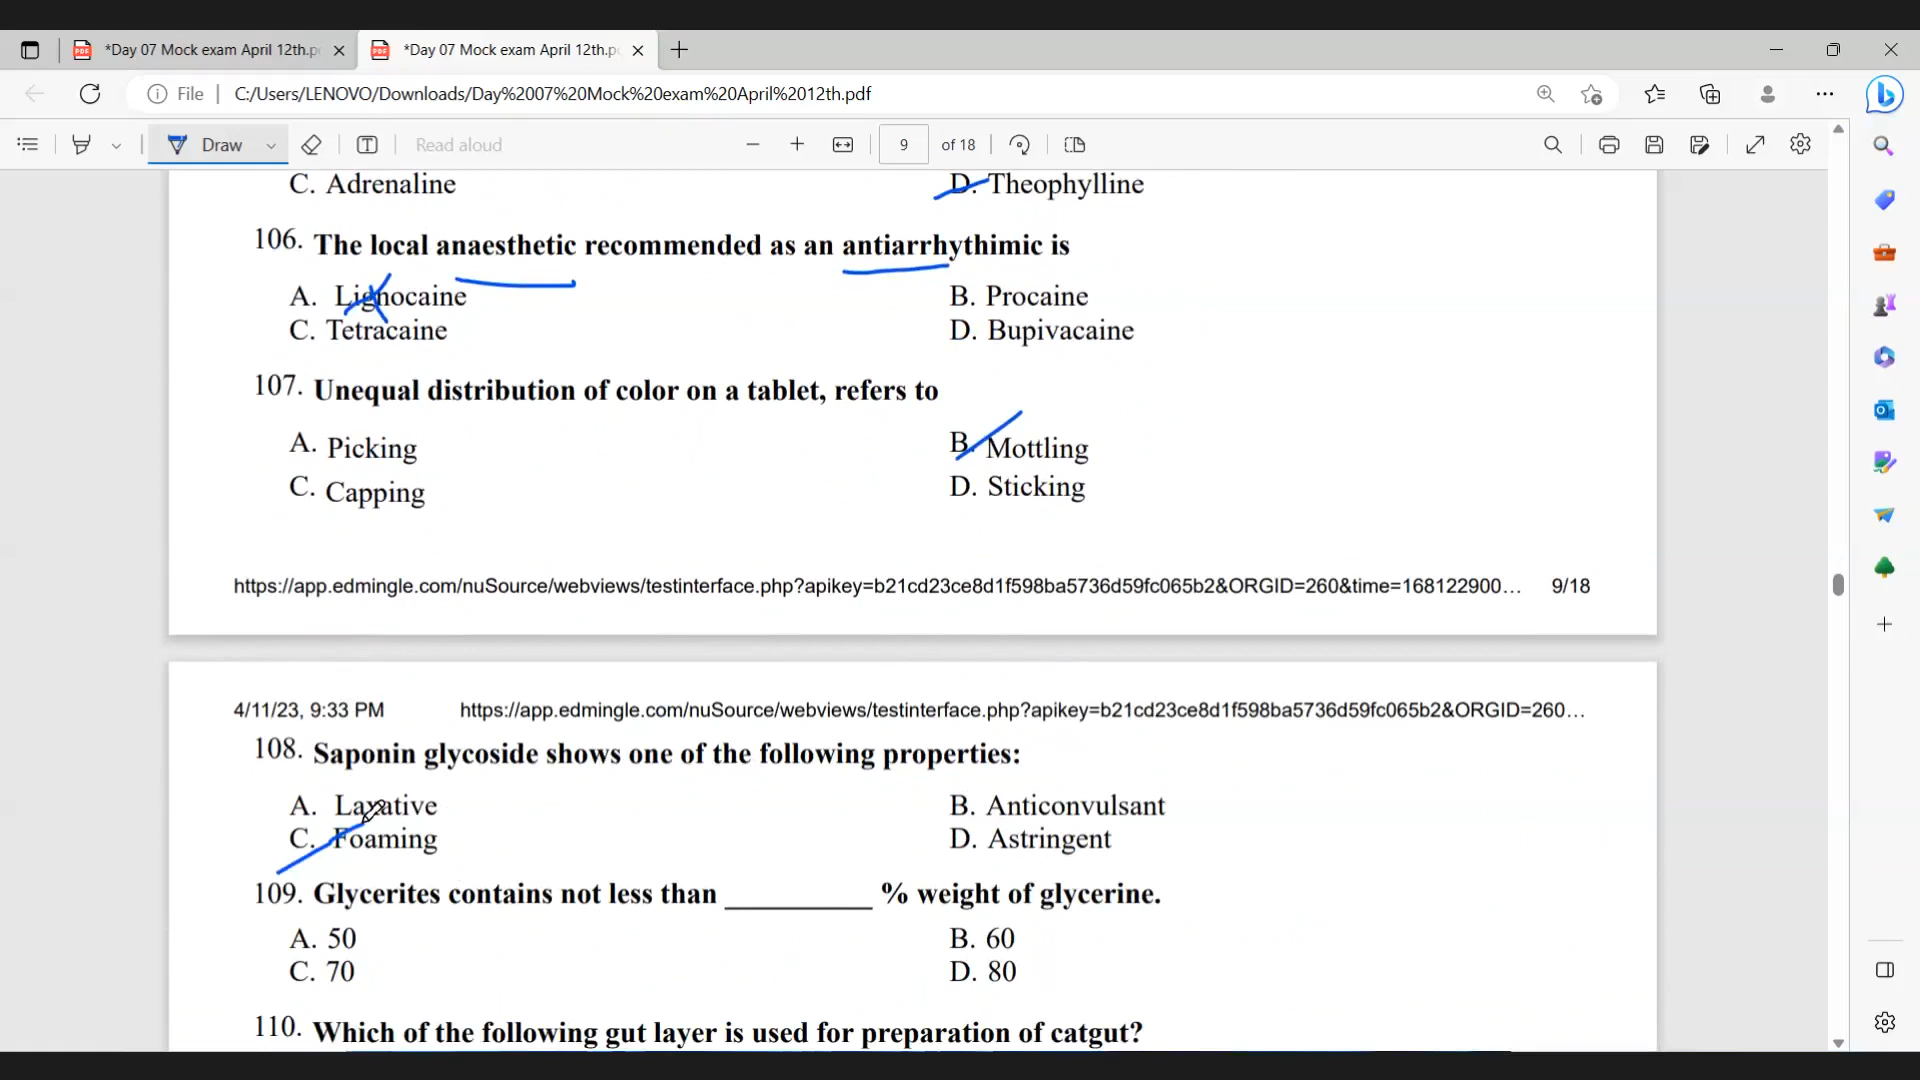 *Day 07 Mock exam April 12th.p
*Day 07 Mock exam April 12th.p
File
C:/Users/LENOVO/Downloads/Day%2007%20Mock%20exam%20April%2012th.pdf
Draw
Read aloud
9 of 18
C. Adrenaline
D. Theophylline
106. The local anaesthetic recommended as an antiarrhythimic is
A. Lignocaine
B. Procaine
C. Tetracaine
D. Bupivacaine
107. Unequal distribution of color on a tablet, refers to
A. Picking
B. Mottling
C. Capping
D. Sticking
https://app.edmingle.com/nuSource/webviews/testinterface.php?apikey=b21cd23ce8d1f598ba5736d59fc065b2&ORGID=260&time=168122900… 9/18
4/11/23, 9:33 PM
https://app.edmingle.com/nuSource/webviews/testinterface.php?apikey=b21cd23ce8d1f598ba5736d59fc065b2&ORGID=260…
108. Saponin glycoside shows one of the following properties:
A. Laxative
B. Anticonvulsant
C. Foaming
D. Astringent
109. Glycerites contains not less than __________ % weight of glycerine.
A. 50
B. 60
C. 70
D. 80
110. Which of the following gut layer is used for preparation of catgut?